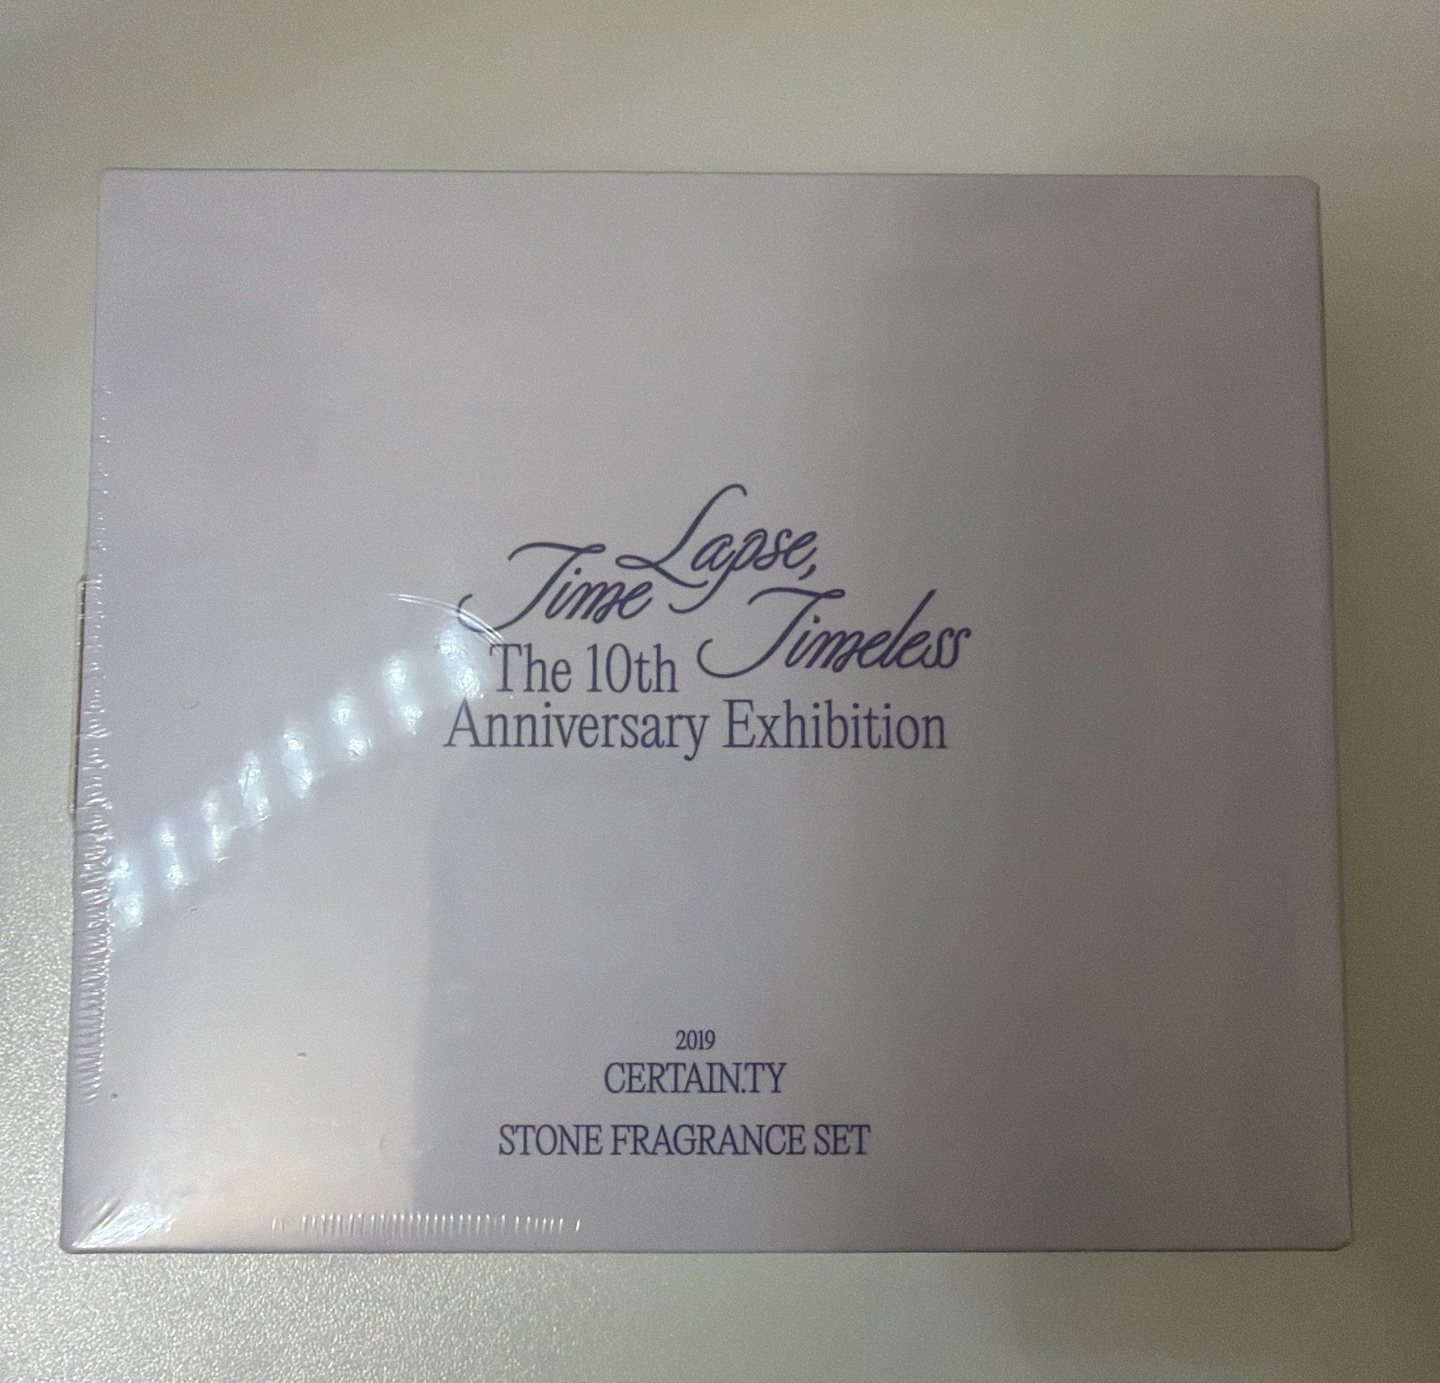 Time Lapse,
Timeless
The 10th
Anniversary Exhibition
2019
CERTAIN.TY
STONE FRAGRANCE SET